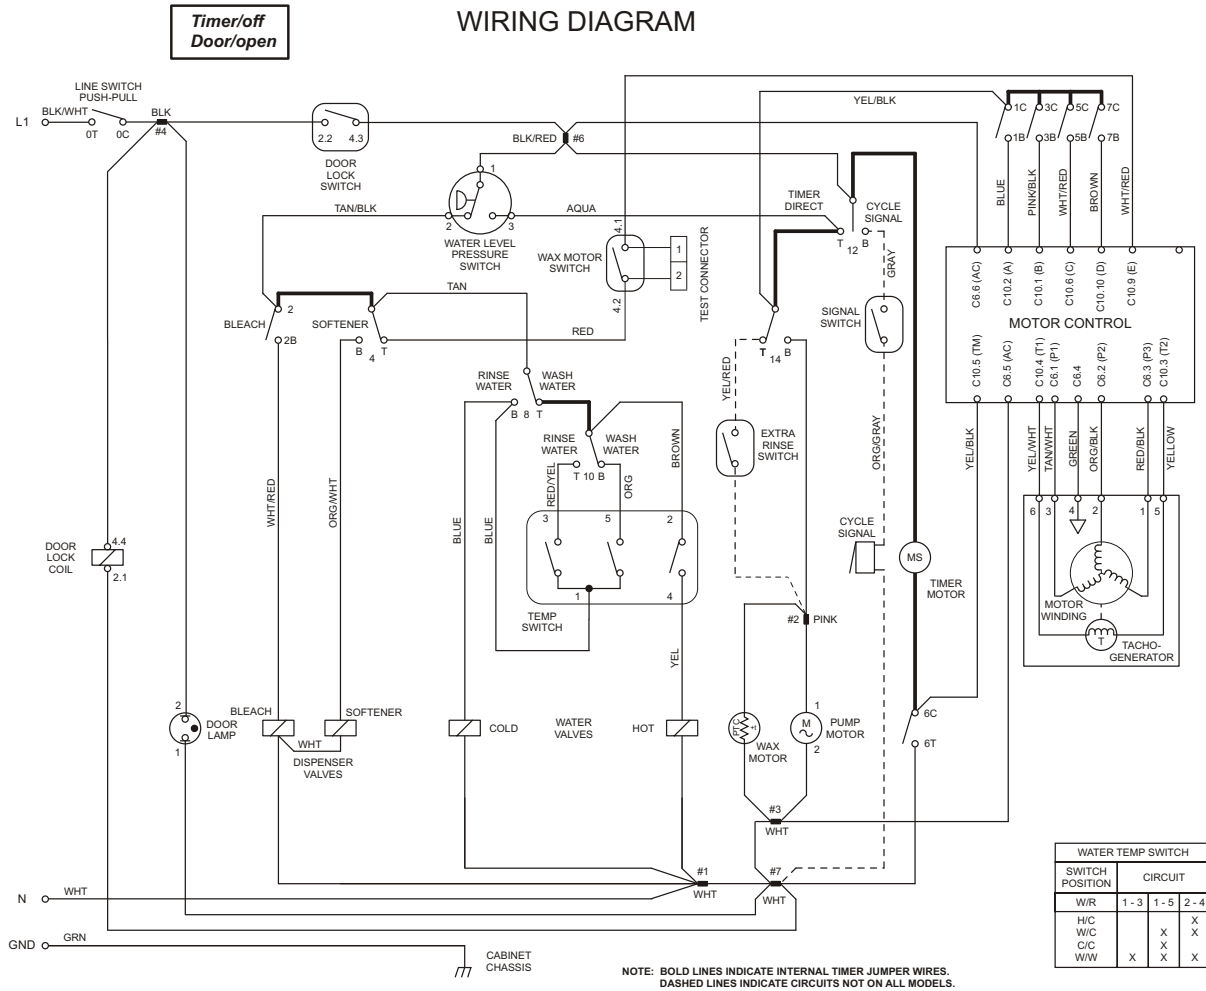 Timer/off
Door/open
WIRING DIAGRAM
LINE SWITCH
PUSH-PULL
L1
BLK/WHT
0T
0C
BLK
#4
2.2
4.3
DOOR
LOCK
SWITCH
BLK/RED
#6
YEL/BLK
1C
3C
5C
7C
1B
3B
5B
7B
BLUE
PINK/BLK
WHT/RED
BROWN
WHT/RED
1
2
3
TAN/BLK
AQUA
WATER LEVEL
PRESSURE
SWITCH
4.1
WAX MOTOR
SWITCH
4.2
1
2
TEST CONNECTOR
TIMER
DIRECT
CYCLE
SIGNAL
T
12
B
GRAY
SIGNAL
SWITCH
C6.6 (AC)
C10.2 (A)
C10.1 (B)
C10.6 (C)
C10.10 (D)
C10.9 (E)
MOTOR CONTROL
C10.5 (TM)
C6.5 (AC)
C10.4 (T1)
C6.1 (P1)
C6.4
C6.2 (P2)
C6.3 (P3)
C10.3 (T2)
TAN
BLEACH
2
2B
SOFTENER
B
4
T
RED
T
14
B
YEL/RED
RINSE
WATER
WASH
WATER
B
8
T
RINSE
WATER
WASH
WATER
T
10
B
RED/YEL
ORG
BROWN
EXTRA
RINSE
SWITCH
ORG/GRAY
YEL/BLK
YEL/WHT
TAN/WHT
GREEN
ORG/BLK
RED/BLK
YELLOW
WHT/RED
ORG/WHT
BLUE
BLUE
3
5
2
1
4
TEMP
SWITCH
YEL
CYCLE
SIGNAL
MS
TIMER
MOTOR
6
3
4
2
1
5
MOTOR
WINDING
T
TACHO-
GENERATOR
DOOR
LOCK
COIL
4.4
2.1
#2
PINK
2
DOOR
LAMP
1
BLEACH
SOFTENER
WHT
DISPENSER
VALVES
COLD
WATER
VALVES
HOT
PTC
WAX
MOTOR
1
M
2
PUMP
MOTOR
6C
6T
#3
WHT
#1
WHT
#7
WHT
N
WHT
GND
GRN
CABINET
CHASSIS
WATER TEMP SWITCH
SWITCH
POSITION
CIRCUIT
W/R 1 - 3 1 - 5 2 - 4
H/C X
W/C X X
C/C X
W/W X X X
NOTE: BOLD LINES INDICATE INTERNAL TIMER JUMPER WIRES.
DASHED LINES INDICATE CIRCUITS NOT ON ALL MODELS.